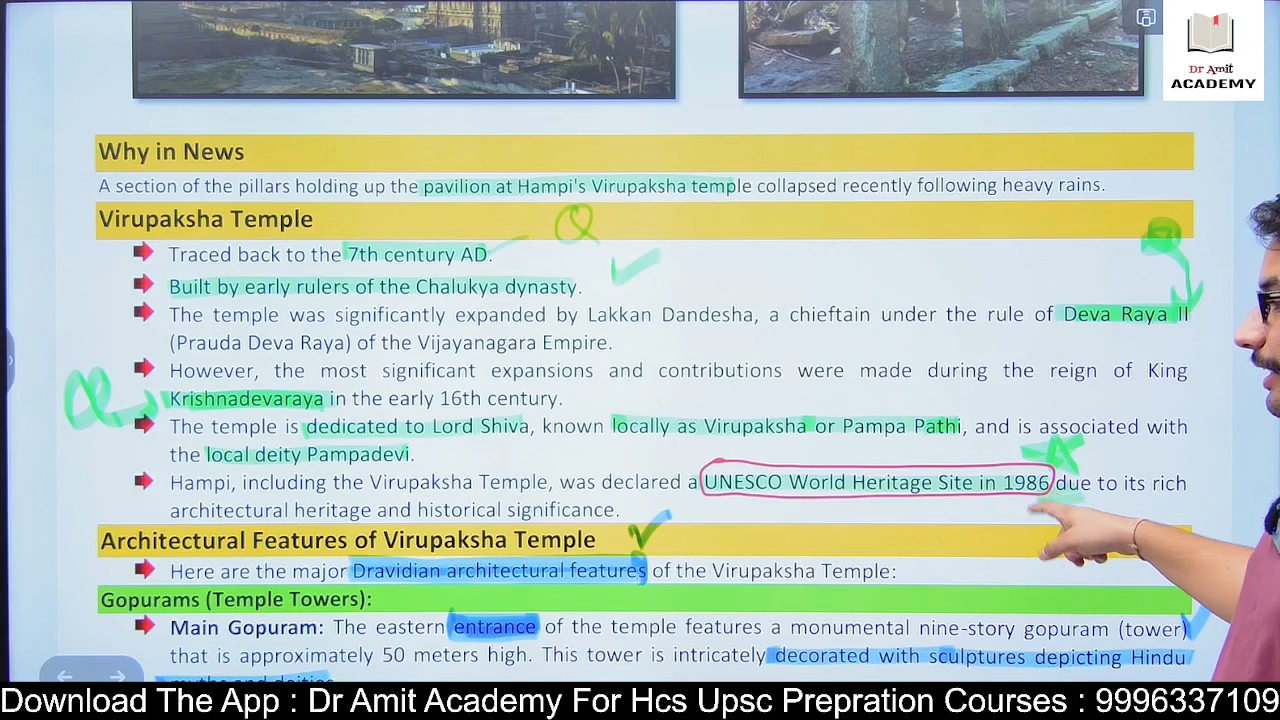 Dr Amit
ACADEMY
Why in News
A section of the pillars holding up the pavilion at Hampi's Virupaksha temple collapsed recently following heavy rains.
Virupaksha Temple
Q
Traced back to the 7th century AD.
Built by early rulers of the Chalukya dynasty.
The temple was significantly expanded by Lakkan Dandesha, a chieftain under the rule of Deva Raya II
(Prauda Deva Raya) of the Vijayanagara Empire.
However, the most significant expansions and contributions were made during the reign of King
Krishnadevaraya in the early 16th century.
The temple is dedicated to Lord Shiva, known locally as Virupaksha or Pampa Pathi, and is associated with
the local deity Pampadevi.
Hampi, including the Virupaksha Temple, was declared a UNESCO World Heritage Site in 1986 due to its rich
architectural heritage and historical significance.
Architectural Features of Virupaksha Temple
Here are the major Dravidian architectural features of the Virupaksha Temple:
Gopurams (Temple Towers):
Main Gopuram: The eastern entrance of the temple features a monumental nine-story gopuram (tower)
that is approximately 50 meters high. This tower is intricately decorated with sculptures depicting Hindu
Download The App : Dr Amit Academy For Hcs Upsc Prepration Courses : 9996337109